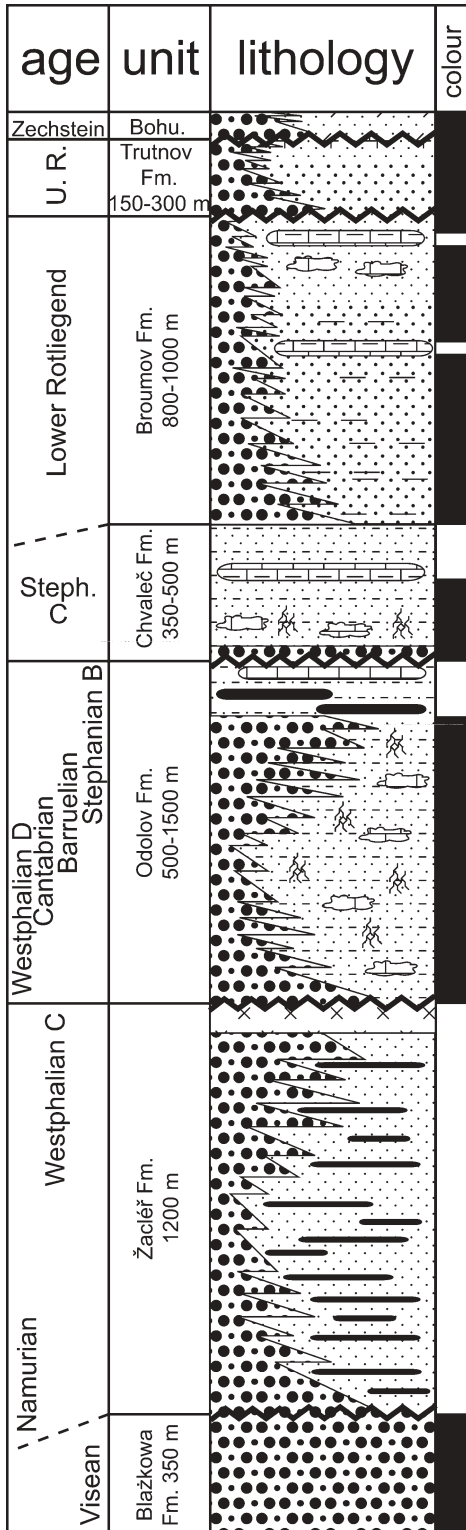 age unit lithology colour
Zechstein Bohu.
U. R.
Trutnov
Fm.
150-300 m
Lower Rotliegend
Broumov Fm.
800-1000 m
Steph.
C
Chvaleč Fm.
350-500 m
Westphalian D
Cantabrian
Barruelian
Stephanian B
Odolov Fm.
500-1500 m
Westphalian C
Namurian
Žacléř Fm.
1200 m
Visean
Blażkowa
Fm. 350 m